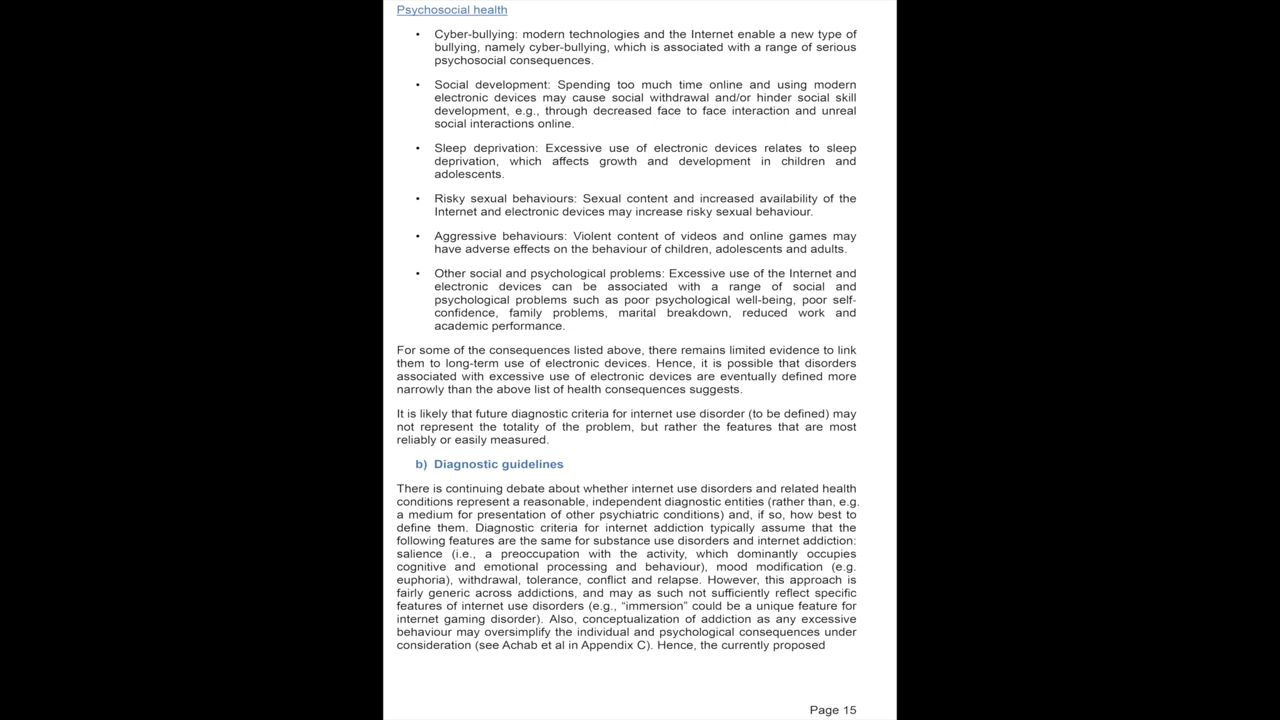 Psychosocial health
• Cyber-bullying: modern technologies and the Internet enable a new type of
bullying, namely cyber-bullying, which is associated with a range of serious
psychosocial consequences.
• Social development: Spending too much time online and using modern
electronic devices may cause social withdrawal and/or hinder social skill
development, e.g., through decreased face to face interaction and unreal
social interactions online.
• Sleep deprivation: Excessive use of electronic devices relates to sleep
deprivation, which affects growth and development in children and
adolescents.
• Risky sexual behaviours: Sexual content and increased availability of the
Internet and electronic devices may increase risky sexual behaviour.
• Aggressive behaviours: Violent content of videos and online games may
have adverse effects on the behaviour of children, adolescents and adults.
• Other social and psychological problems: Excessive use of the Internet and
electronic devices can be associated with a range of social and
psychological problems such as poor psychological well-being, poor self-
confidence, family problems, marital breakdown, reduced work and
academic performance.
For some of the consequences listed above, there remains limited evidence to link
them to long-term use of electronic devices. Hence, it is possible that disorders
associated with excessive use of electronic devices are eventually defined more
narrowly than the above list of health consequences suggests.
It is likely that future diagnostic criteria for internet use disorder (to be defined) may
not represent the totality of the problem, but rather the features that are most
reliably or easily measured.
b) Diagnostic guidelines
There is continuing debate about whether internet use disorders and related health
conditions represent a reasonable, independent diagnostic entities (rather than, e.g.
a medium for presentation of other psychiatric conditions) and, if so, how best to
define them. Diagnostic criteria for internet addiction typically assume that the
following features are the same for substance use disorders and internet addiction:
salience (i.e., a preoccupation with the activity, which dominantly occupies
cognitive and emotional processing and behaviour), mood modification (e.g.
euphoria), withdrawal, tolerance, conflict and relapse. However, this approach is
fairly generic across addictions, and may as such not sufficiently reflect specific
features of internet use disorders (e.g., “immersion” could be a unique feature for
internet gaming disorder). Also, conceptualization of addiction as any excessive
behaviour may oversimplify the individual and psychological consequences under
consideration (see Achab et al in Appendix C). Hence, the currently proposed
Page 15